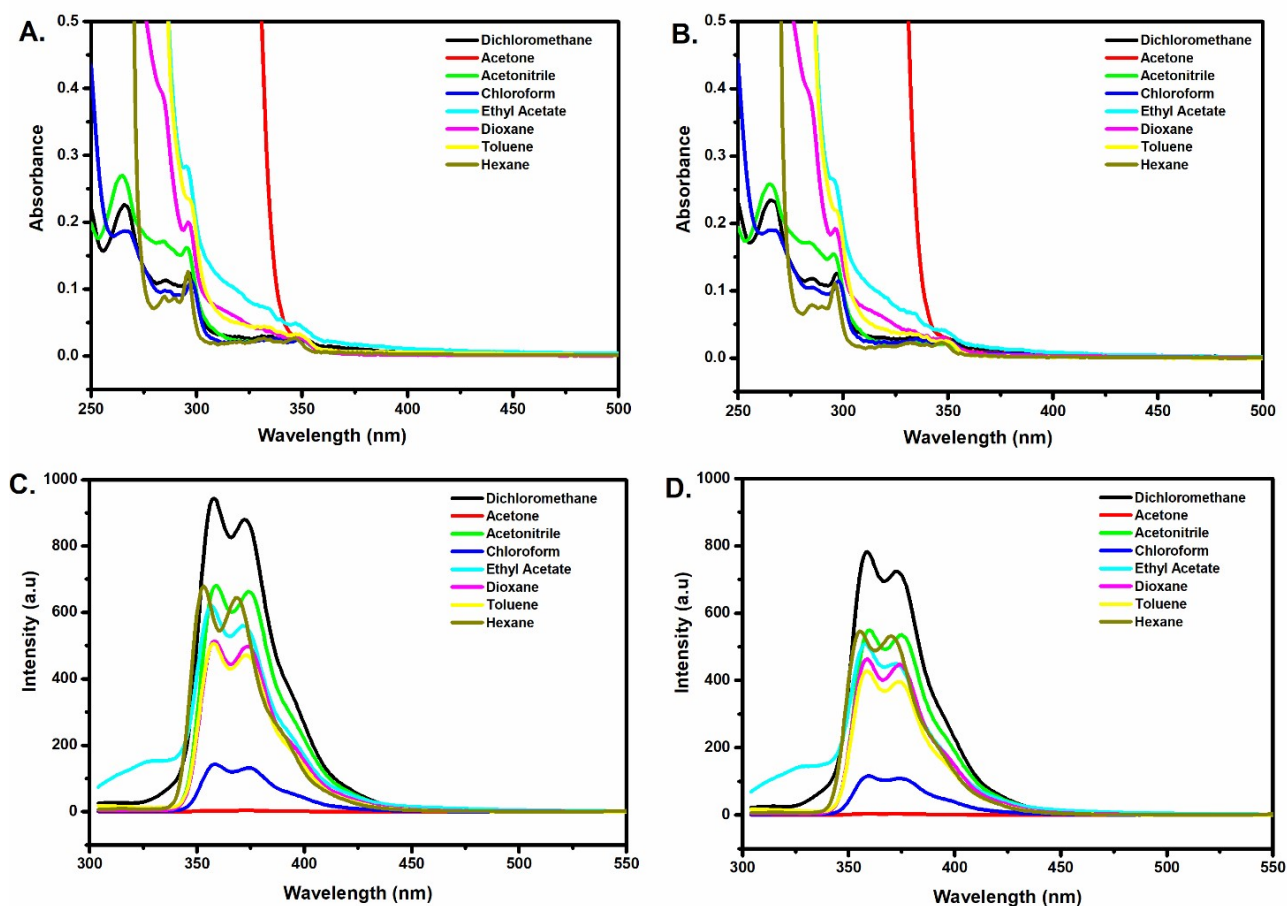 A.
0.5
0.4
0.3
0.2
0.1
0.0
Absorbance
Dichloromethane
Acetone
Acetonitrile
Chloroform
Ethyl Acetate
Dioxane
Toluene
Hexane
250 300 350 400 450 500
Wavelength (nm)
B.
0.5
0.4
0.3
0.2
0.1
0.0
Absorbance
Dichloromethane
Acetone
Acetonitrile
Chloroform
Ethyl Acetate
Dioxane
Toluene
Hexane
250 300 350 400 450 500
Wavelength (nm)
C.
1000
800
600
400
200
0
Intensity (a.u)
Dichloromethane
Acetone
Acetonitrile
Chloroform
Ethyl Acetate
Dioxane
Toluene
Hexane
300 350 400 450 500 550
Wavelength (nm)
D.
1000
800
600
400
200
0
Intensity (a.u)
Dichloromethane
Acetone
Acetonitrile
Chloroform
Ethyl Acetate
Dioxane
Toluene
Hexane
300 350 400 450 500 550
Wavelength (nm)